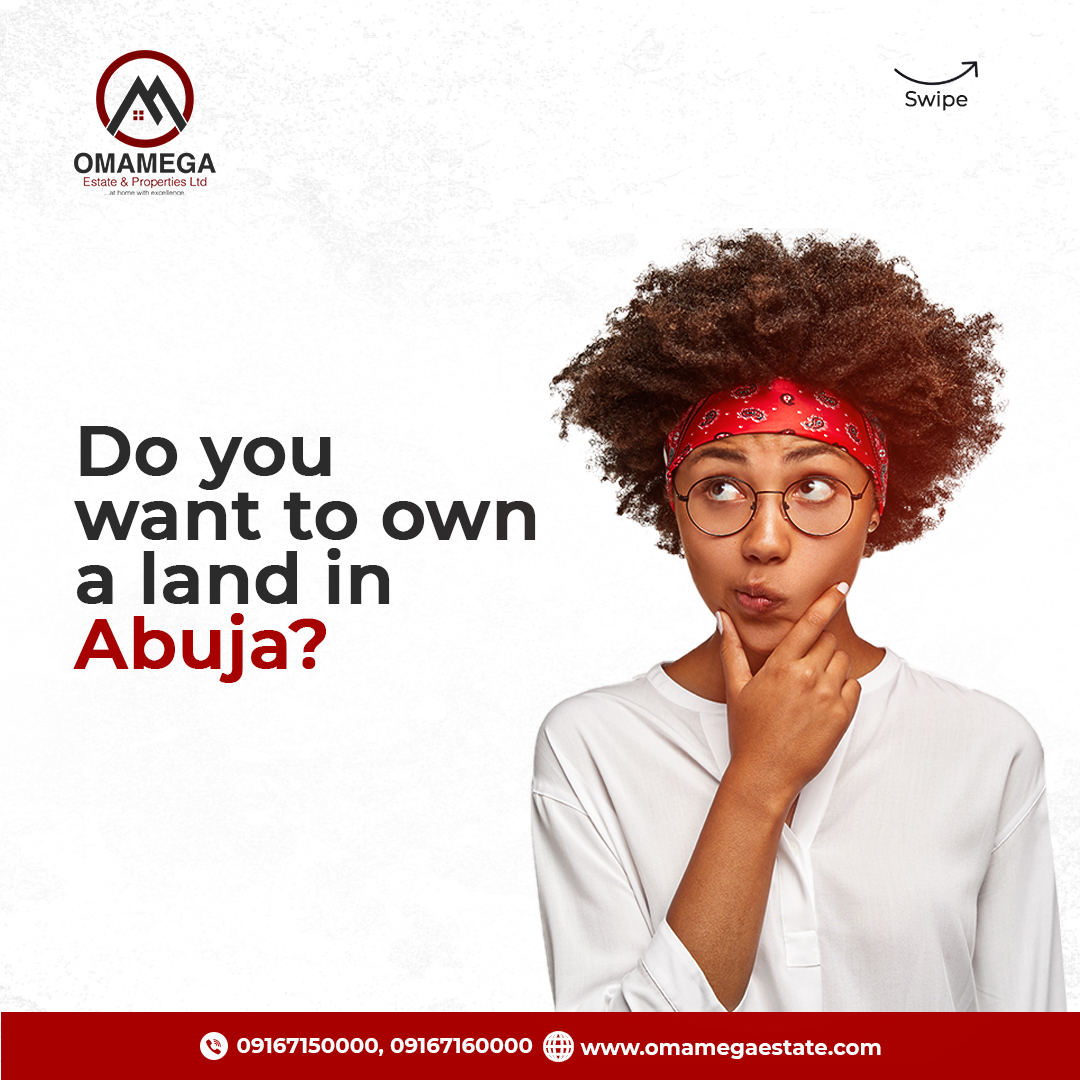 OMAMEGA
Estate & Properties Ltd
...at home with excellence.
Swipe
Do you
want to own
a land in
Abuja?
09167150000, 09167160000 www.omamegaestate.com